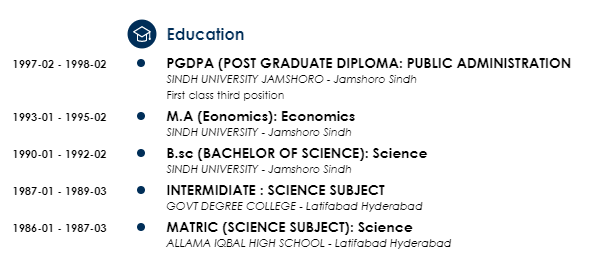 Education
1997-02 - 1998-02 PGDPA (POST GRADUATE DIPLOMA: PUBLIC ADMINISTRATION
SINDH UNIVERSITY JAMSHORO - Jamshoro Sindh
First class third position
1993-01 - 1995-02 M.A (Eonomics): Economics
SINDH UNIVERSITY - Jamshoro Sindh
1990-01 - 1992-02 B.sc (BACHELOR OF SCIENCE): Science
SINDH UNIVERSITY - Jamshoro Sindh
1987-01 - 1989-03 INTERMIDIATE : SCIENCE SUBJECT
GOVT DEGREE COLLEGE - Latifabad Hyderabad
1986-01 - 1987-03 MATRIC (SCIENCE SUBJECT): Science
ALLAMA IQBAL HIGH SCHOOL - Latifabad Hyderabad